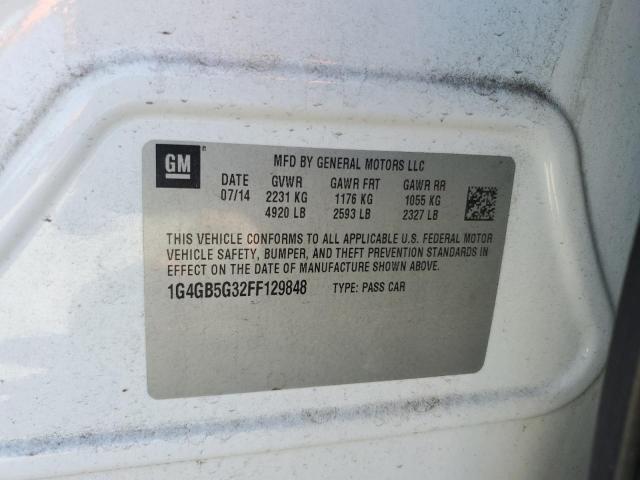 GM
MFD BY GENERAL MOTORS LLC
DATE GVWR GAWR FRT GAWR RR
07/14 2231 KG 1176 KG 1055 KG
4920 LB 2593 LB 2327 LB
THIS VEHICLE CONFORMS TO ALL APPLICABLE U.S. FEDERAL MOTOR
VEHICLE SAFETY, BUMPER, AND THEFT PREVENTION STANDARDS IN
EFFECT ON THE DATE OF MANUFACTURE SHOWN ABOVE.
1G4GB5G32FF129848 TYPE: PASS CAR